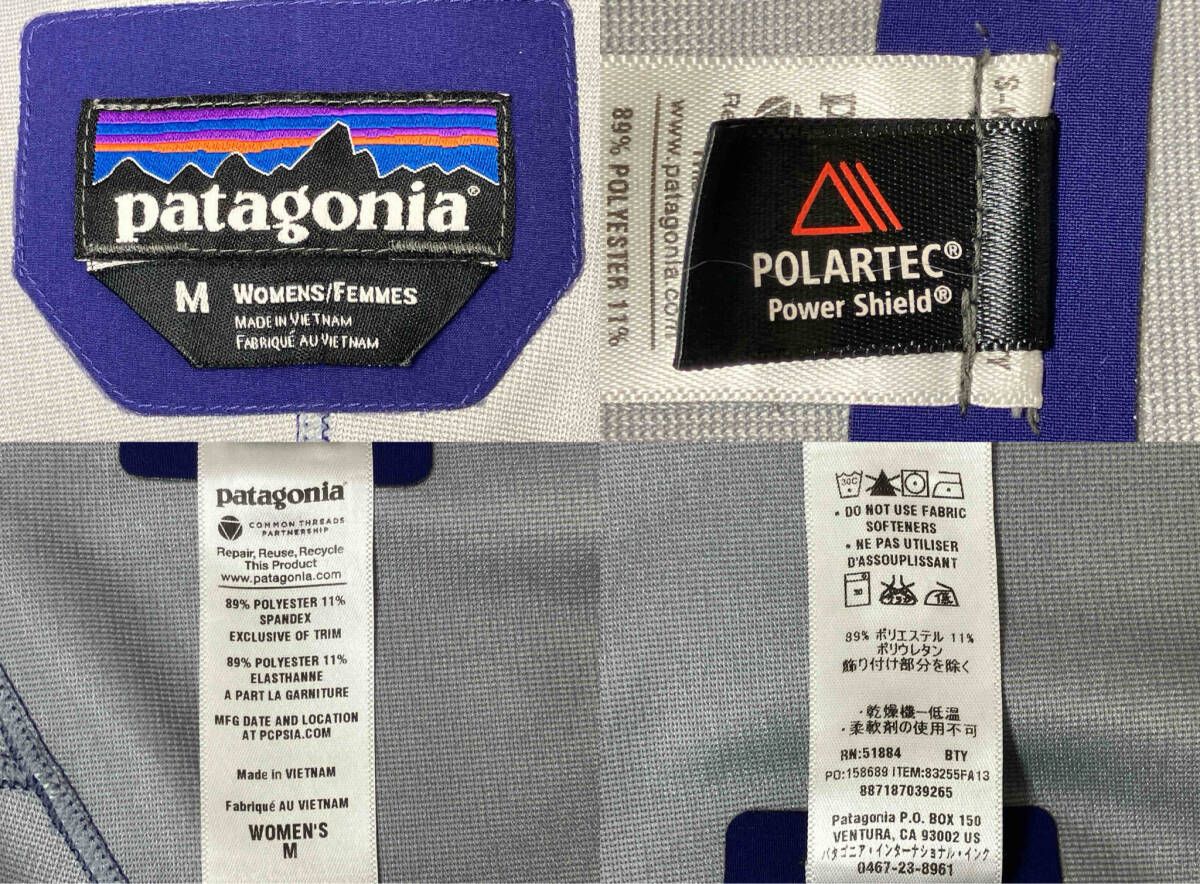 patagonia®
M WOMENS/FEMMES
MADE IN VIETNAM
FABRIQUÉ AU VIETNAM
www.patagonia.com
89% POLYESTER 11%
POLARTEC®
Power Shield®
patagonia®
COMMON THREADS
PARTNERSHIP
Repair, Reuse, Recycle
This Product
www.patagonia.com
89% POLYESTER 11%
SPANDEX
EXCLUSIVE OF TRIM
89% POLYESTER 11%
ELASTHANNE
A PART LA GARNITURE
MFG DATE AND LOCATION
AT PCPSIA.COM
Made in VIETNAM
Fabriqué AU VIETNAM
WOMEN'S
M
30C
• DO NOT USE FABRIC
SOFTENERS
• NE PAS UTILISER
D'ASSOUPLISSANT
30
89% ポリエステル 11%
ポリウレタン
飾り付け部分を除く
・乾燥機一低温
・柔軟剤の使用不可
RN:51884 BTY
PO:158689 ITEM:83255FA13
887187039265
Patagonia P.O. BOX 150
VENTURA, CA 93002 US
パタゴニア・インターナショナル・インク
0467-23-8961